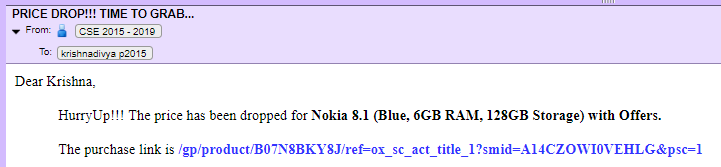 PRICE DROP!!! TIME TO GRAB...
From: CSE 2015 - 2019
To: krishnadivya p2015
Dear Krishna,
HurryUp!!! The price has been dropped for Nokia 8.1 (Blue, 6GB RAM, 128GB Storage) with Offers.
The purchase link is /gp/product/B07N8BKY8J/ref=ox_sc_act_title_1?smid=A14CZOWI0VEHLG&psc=1